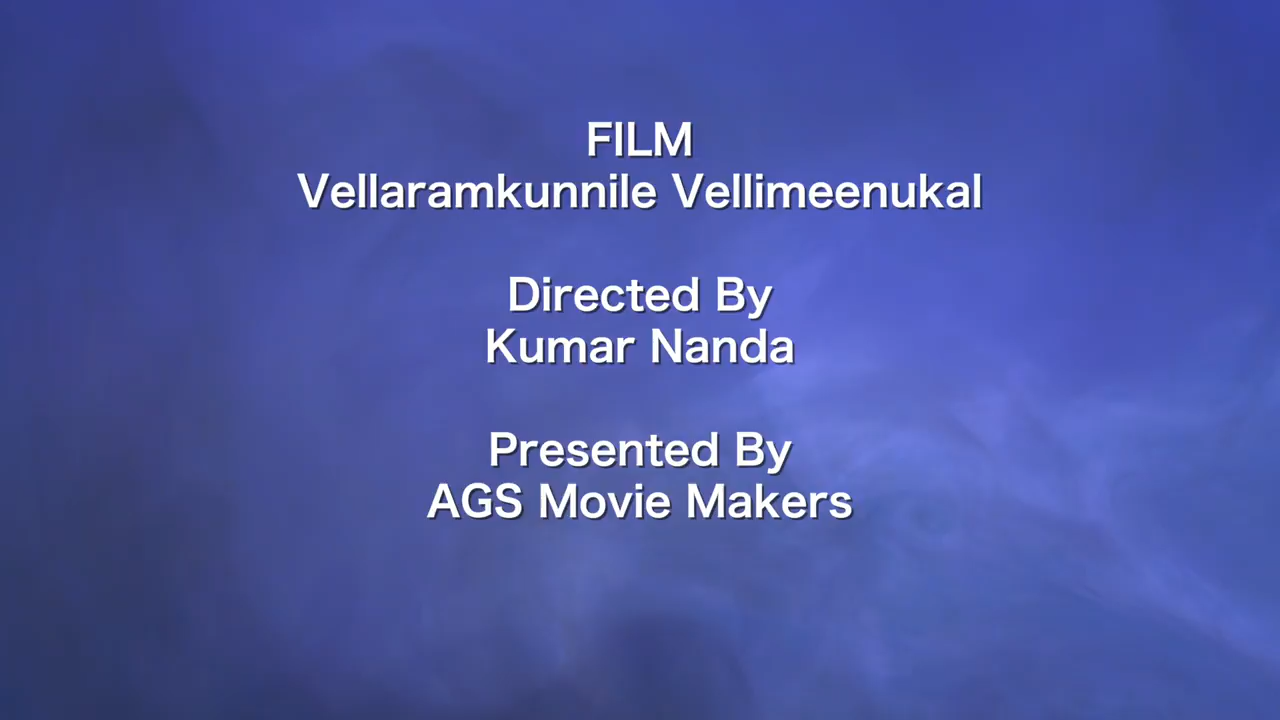 FILM
Vellaramkunnile Vellimeenukal
Directed By
Kumar Nanda
Presented By
AGS Movie Makers